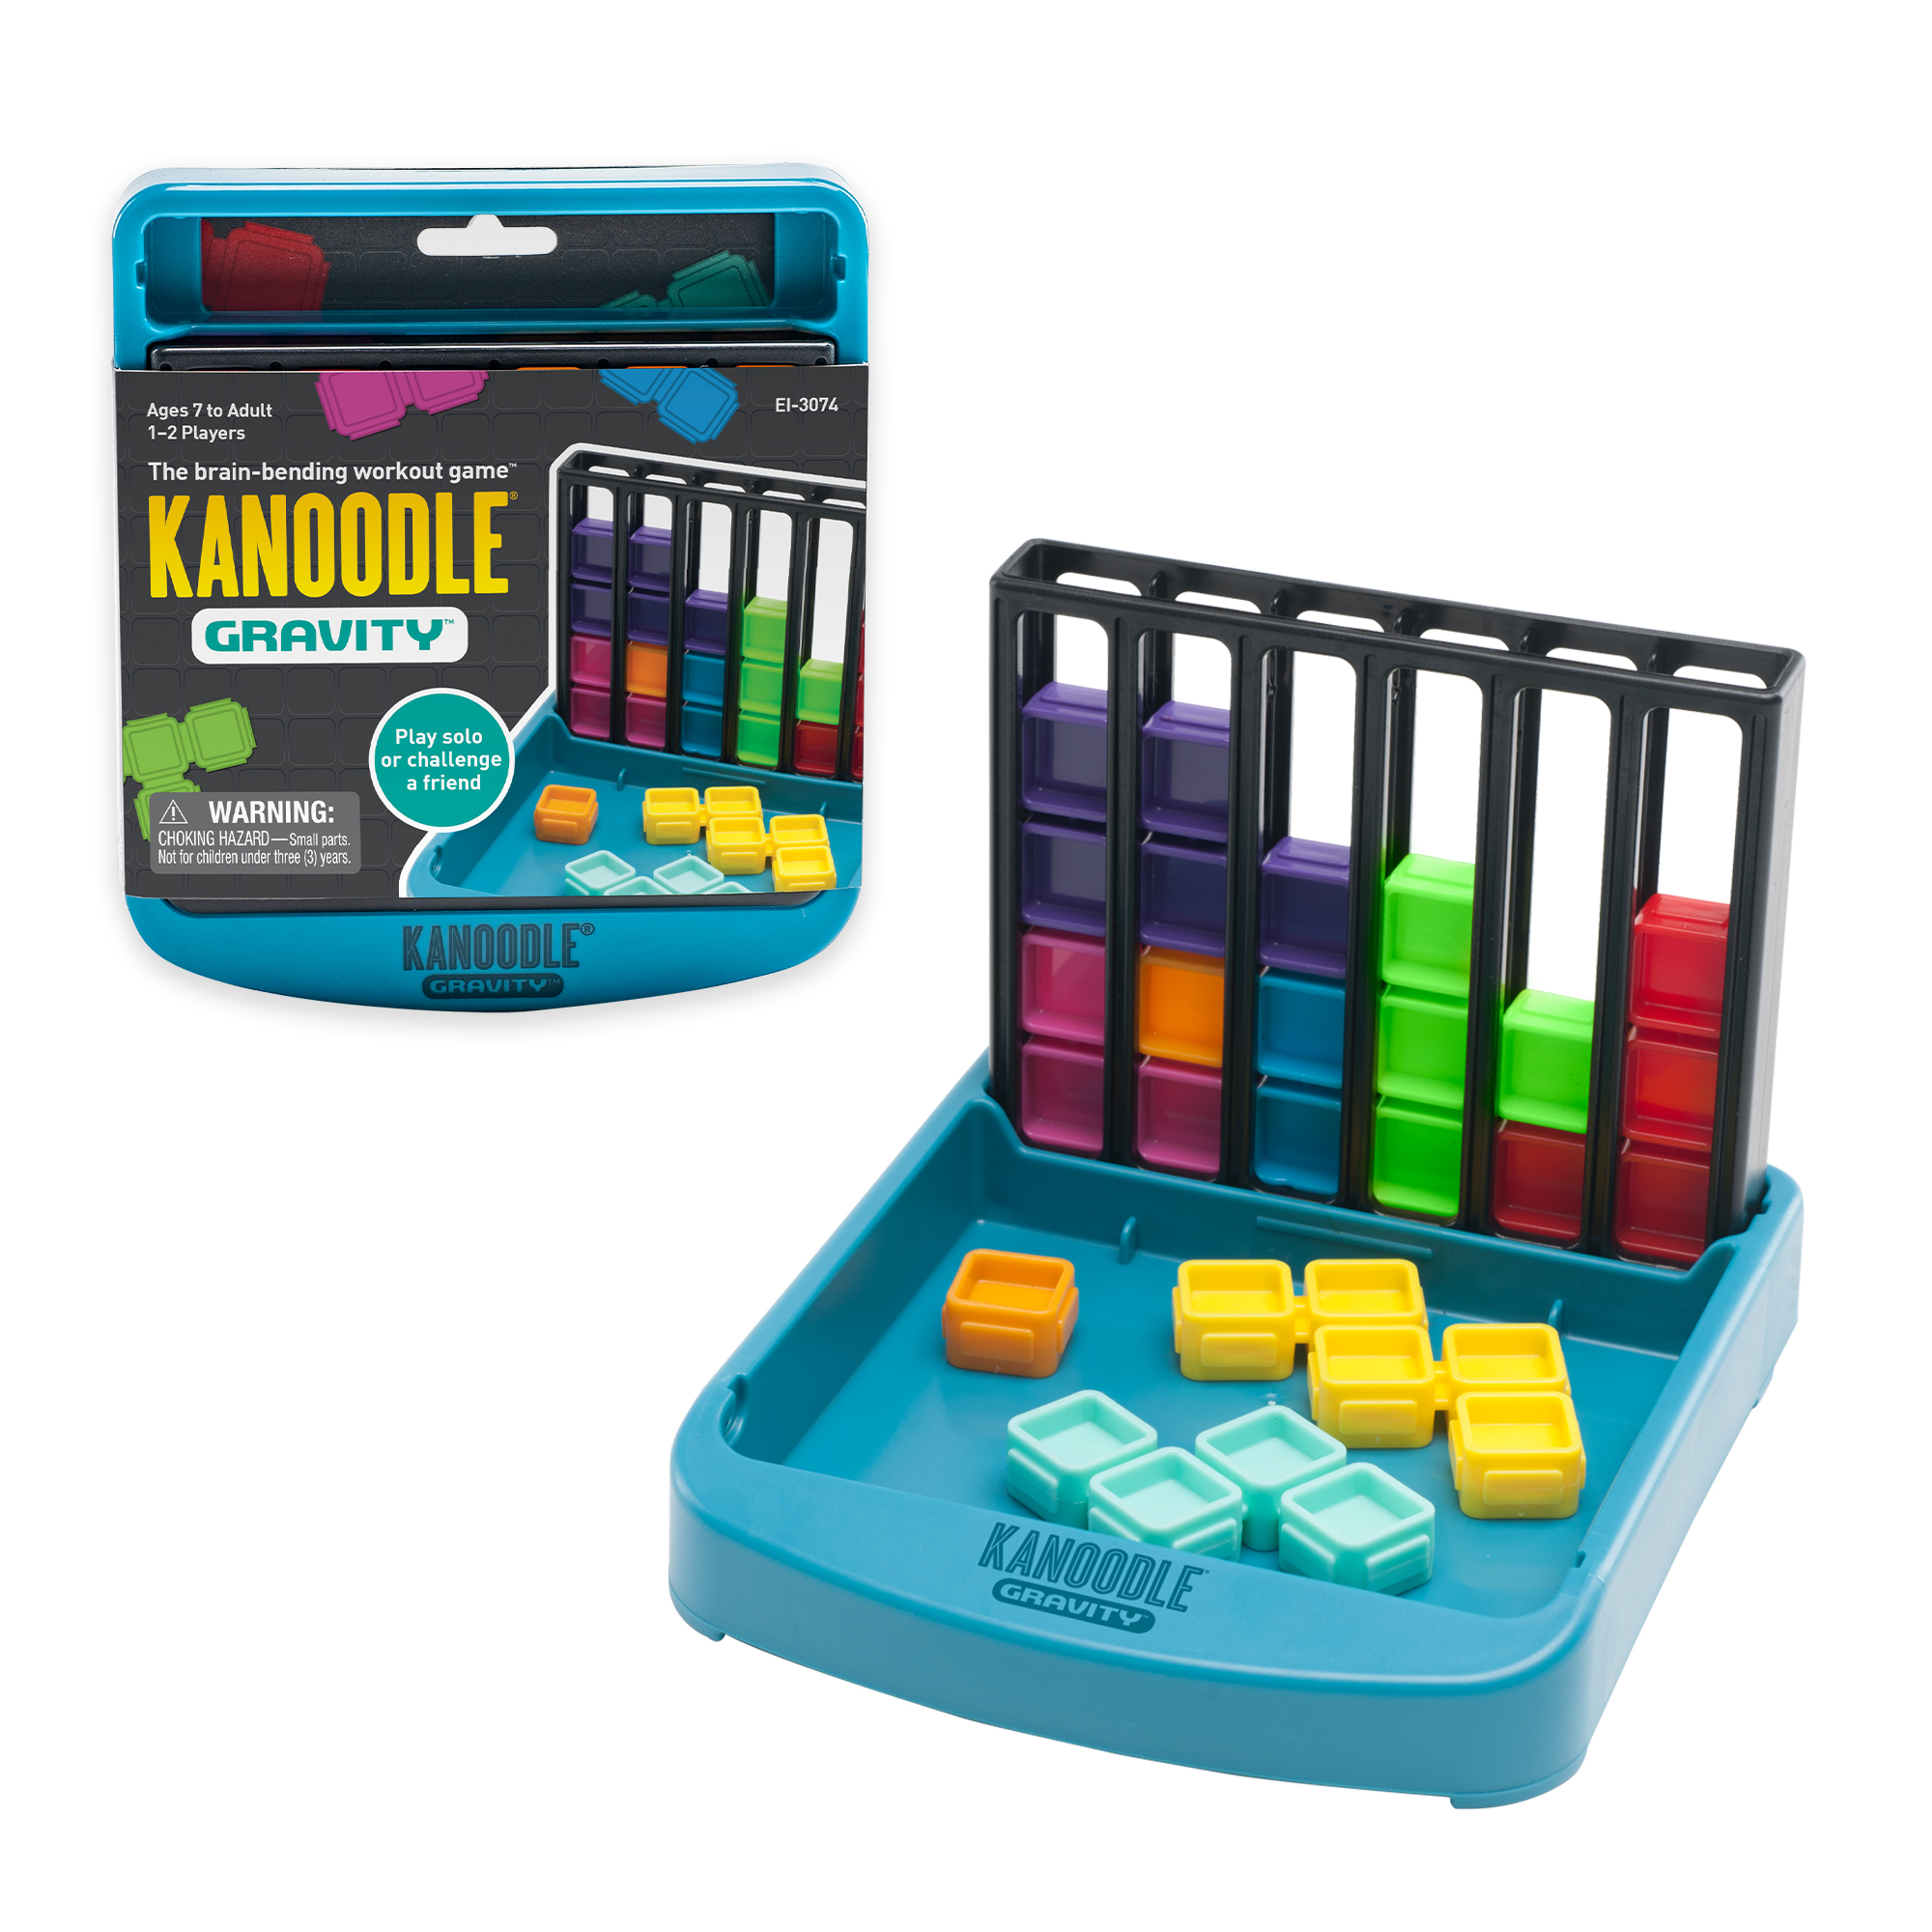 Ages 7 to Adult
1–2 Players
EI-3074
The brain-bending workout game™
KANOODLE®
GRAVITY™
Play solo
or challenge
a friend
⚠ WARNING:
CHOKING HAZARD—Small parts.
Not for children under three (3) years.
KANOODLE®
GRAVITY™
KANOODLE®
GRAVITY™